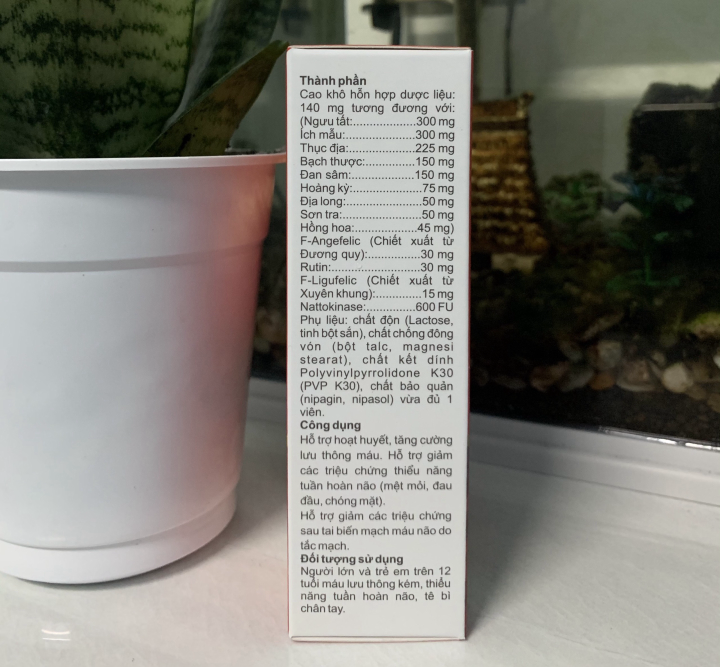 Thành phần
Cao khô hỗn hợp dược liệu:
140 mg tương đương với:
(Ngưu tất:...................300 mg
Ích mẫu:.....................300 mg
Thục địa:....................225 mg
Bạch thược:...............150 mg
Đan sâm:....................150 mg
Hoàng kỳ:.....................75 mg
Địa long:.......................50 mg
Sơn tra:........................50 mg
Hồng hoa:...................45 mg)
F-Angefelic (Chiết xuất từ
Đương quy):................30 mg
Rutin:...........................30 mg
F-Ligufelic (Chiết xuất từ
Xuyên khung):..............15 mg
Nattokinase:...............600 FU
Phụ liệu: chất độn (Lactose,
tinh bột sắn), chất chống đông
vón (bột talc, magnesi
stearat), chất kết dính
Polyvinylpyrrolidone K30
(PVP K30), chất bảo quản
(nipagin, nipasol) vừa đủ 1
viên.
Công dụng
Hỗ trợ hoạt huyết, tăng cường
lưu thông máu. Hỗ trợ giảm
các triệu chứng thiểu năng
tuần hoàn não (mệt mỏi, đau
đầu, chóng mặt).
Hỗ trợ giảm các triệu chứng
sau tai biến mạch máu não do
tắc mạch.
Đối tượng sử dụng
Người lớn và trẻ em trên 12
tuổi máu lưu thông kém, thiểu
năng tuần hoàn não, tê bì
chân tay.